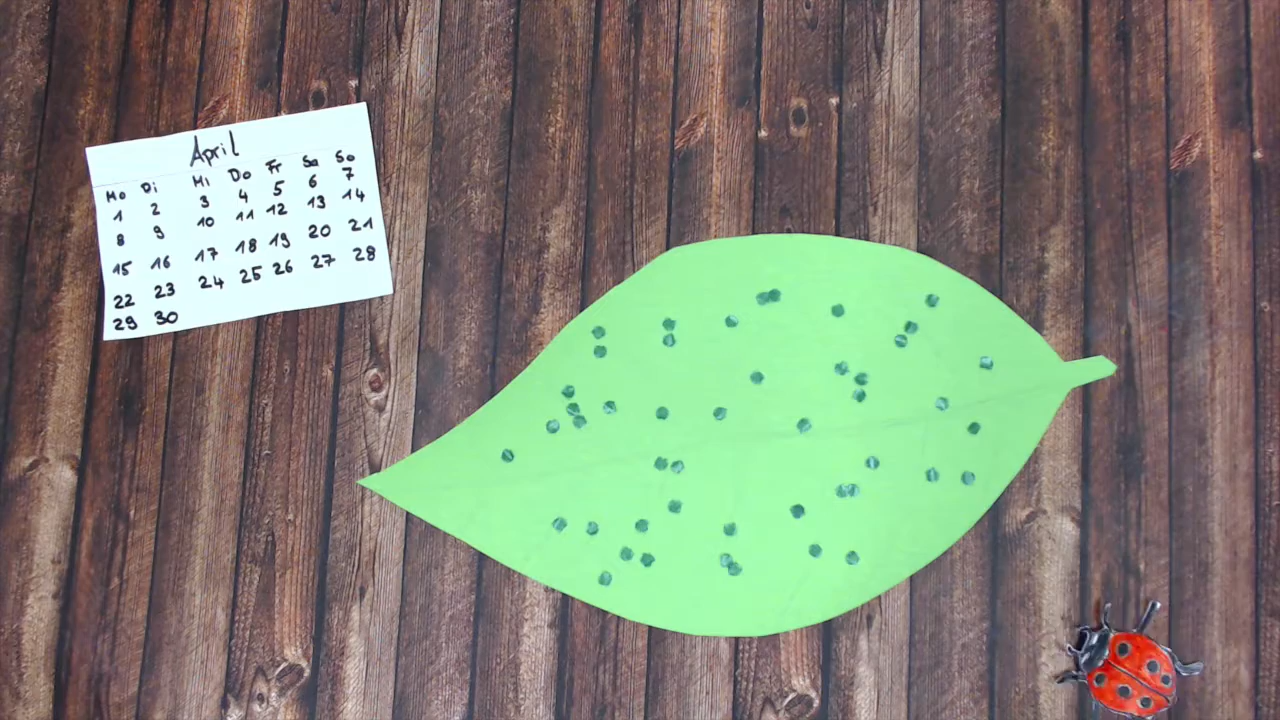 April
Mo Di Mi Do Fr Sa So
1 2 3 4 5 6 7
8 9 10 11 12 13 14
15 16 17 18 19 20 21
22 23 24 25 26 27 28
29 30